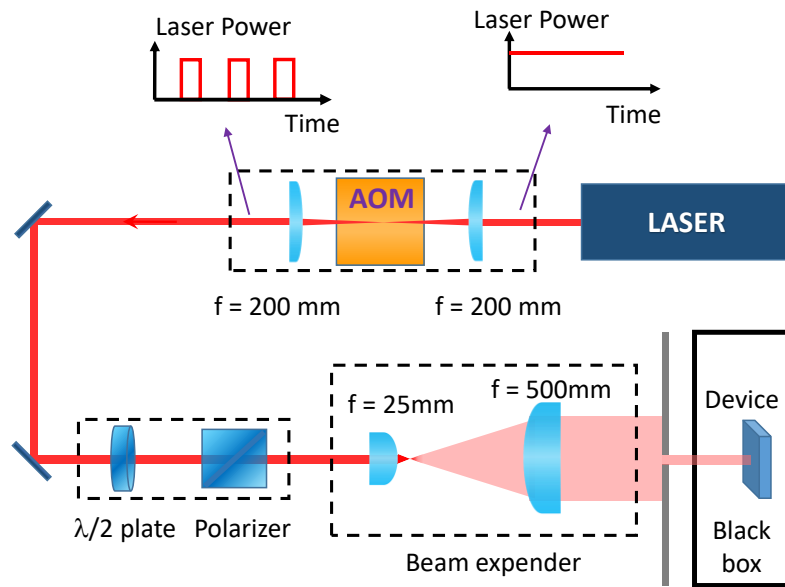 Laser Power
Time
Laser Power
Time
AOM
LASER
f = 200 mm
f = 200 mm
f = 25mm
f = 500mm
Device
λ/2 plate
Polarizer
Beam expender
Black
box